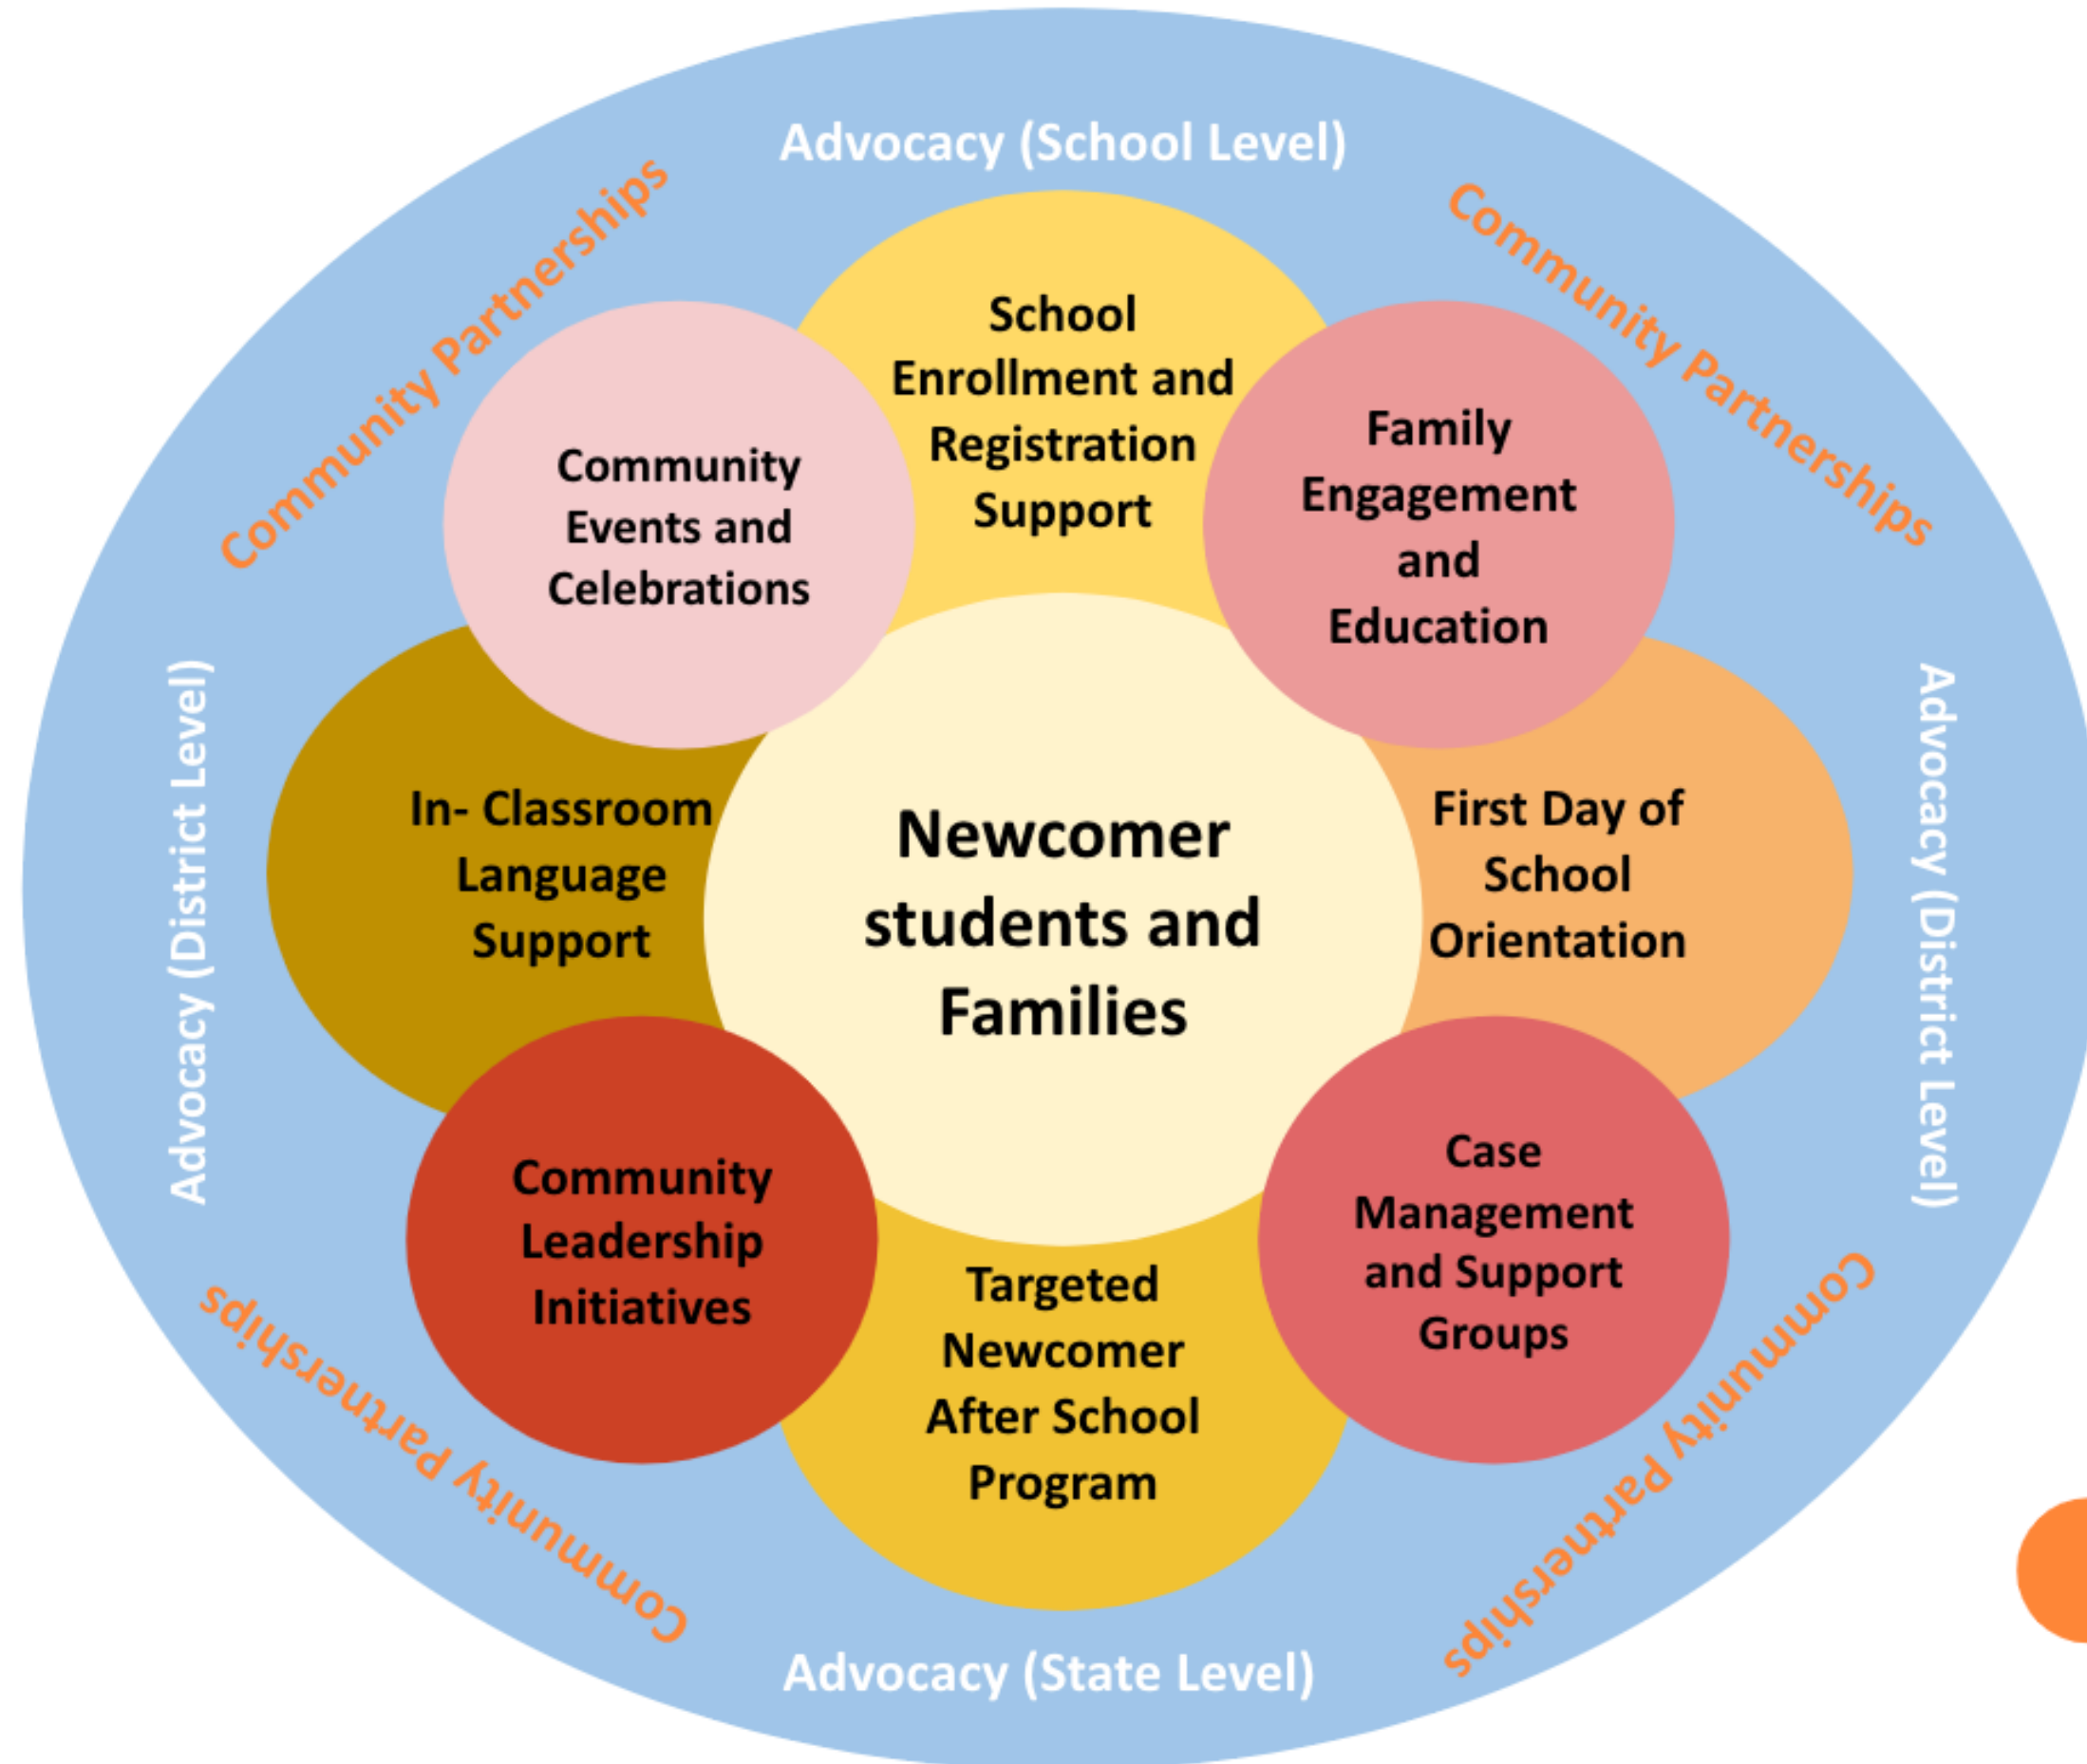 Advocacy (School Level)
Community Partnerships
Community Partnerships
School
Enrollment and
Registration
Support
Community
Events and
Celebrations
Family
Engagement
and
Education
Advocacy (District Level)
In- Classroom
Language
Support
Newcomer
students and
Families
First Day of
School
Orientation
Advocacy (District Level)
Community
Leadership
Initiatives
Targeted
Newcomer
After School
Program
Case
Management
and Support
Groups
Community Partnerships
Community Partnerships
Advocacy (State Level)